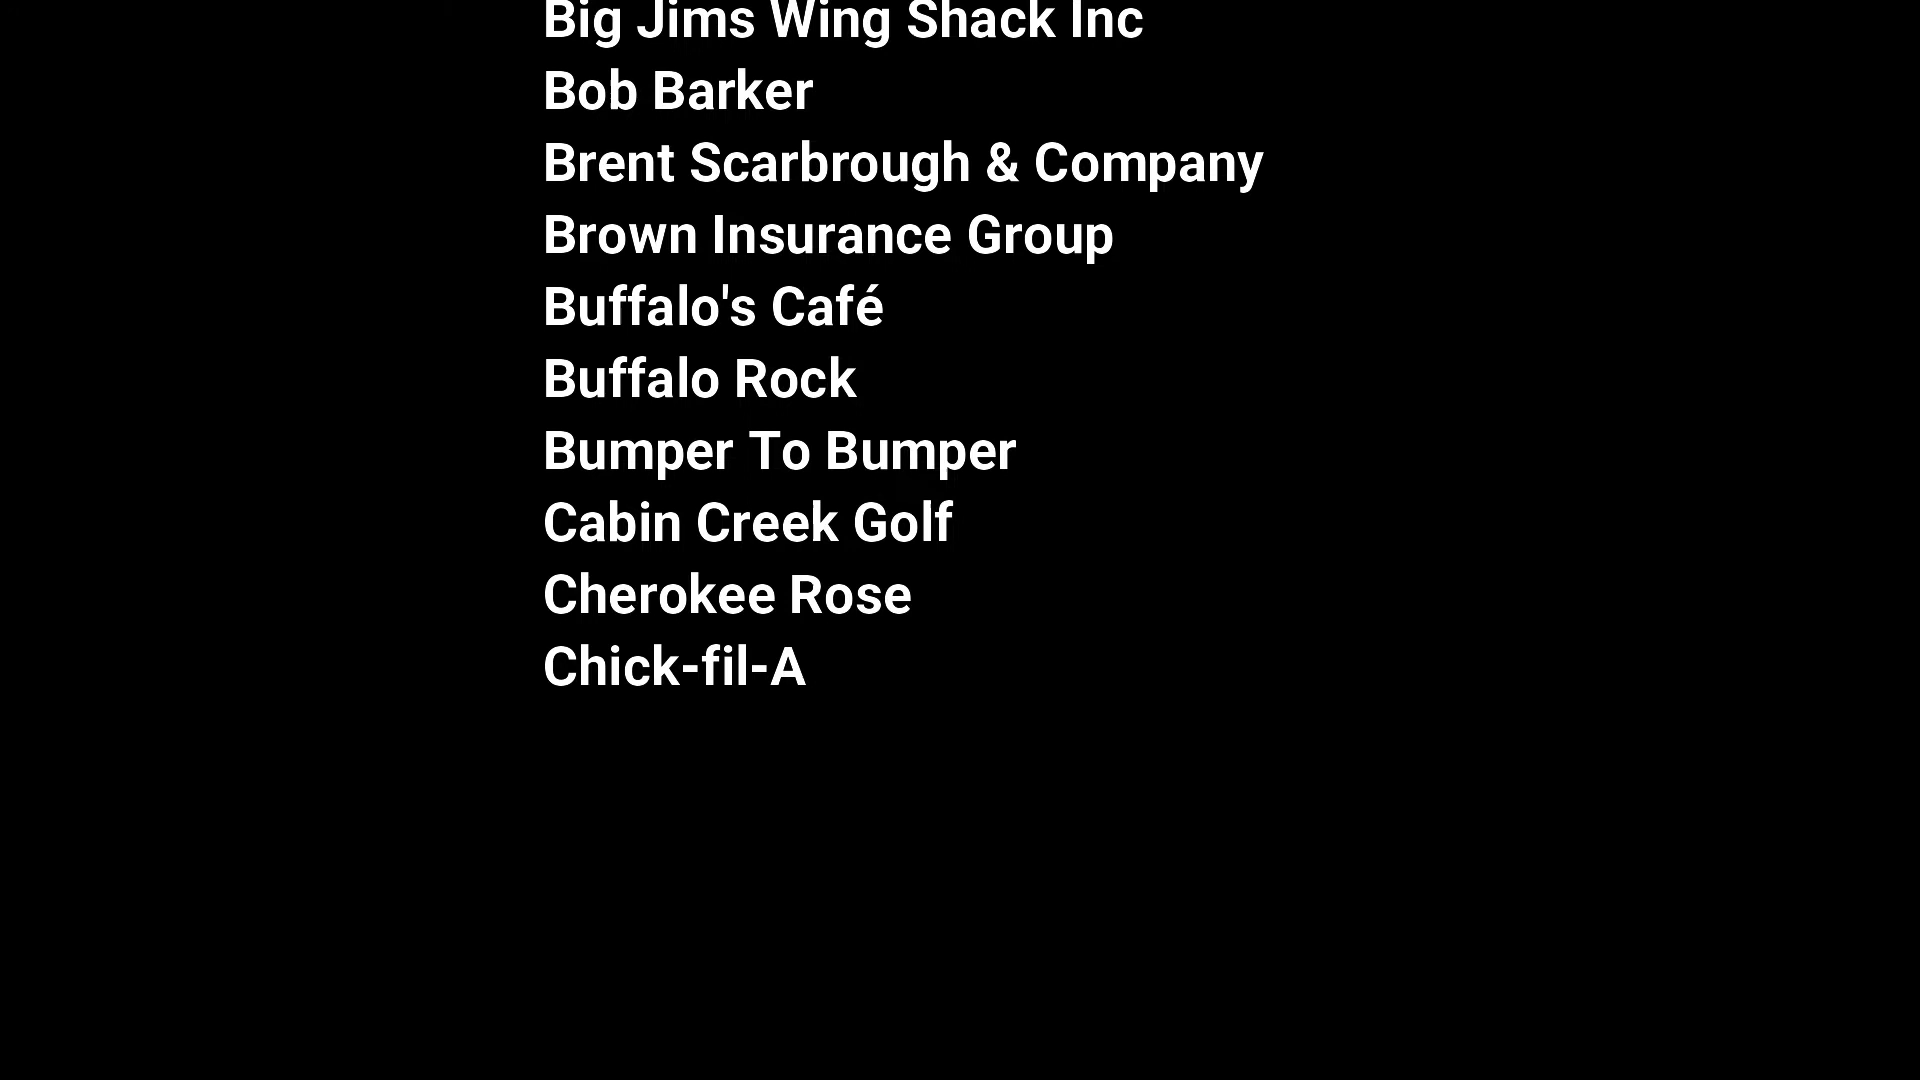 Big Jims Wing Shack Inc
Bob Barker
Brent Scarbrough & Company
Brown Insurance Group
Buffalo's Café
Buffalo Rock
Bumper To Bumper
Cabin Creek Golf
Cherokee Rose
Chick-fil-A